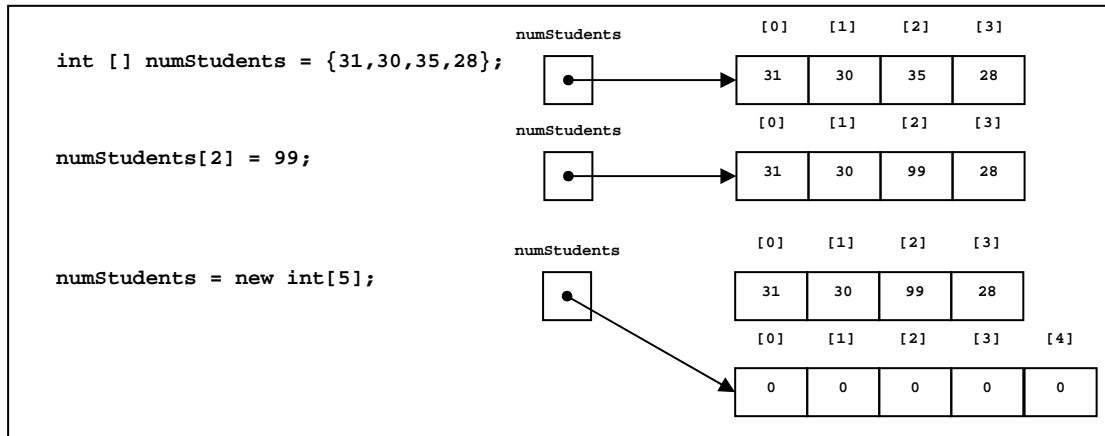 numStudents
[0] [1] [2] [3]
int [] numStudents = {31,30,35,28};
31 30 35 28
numStudents
[0] [1] [2] [3]
numStudents[2] = 99;
31 30 99 28
numStudents
[0] [1] [2] [3]
numStudents = new int[5];
31 30 99 28
[0] [1] [2] [3] [4]
0 0 0 0 0